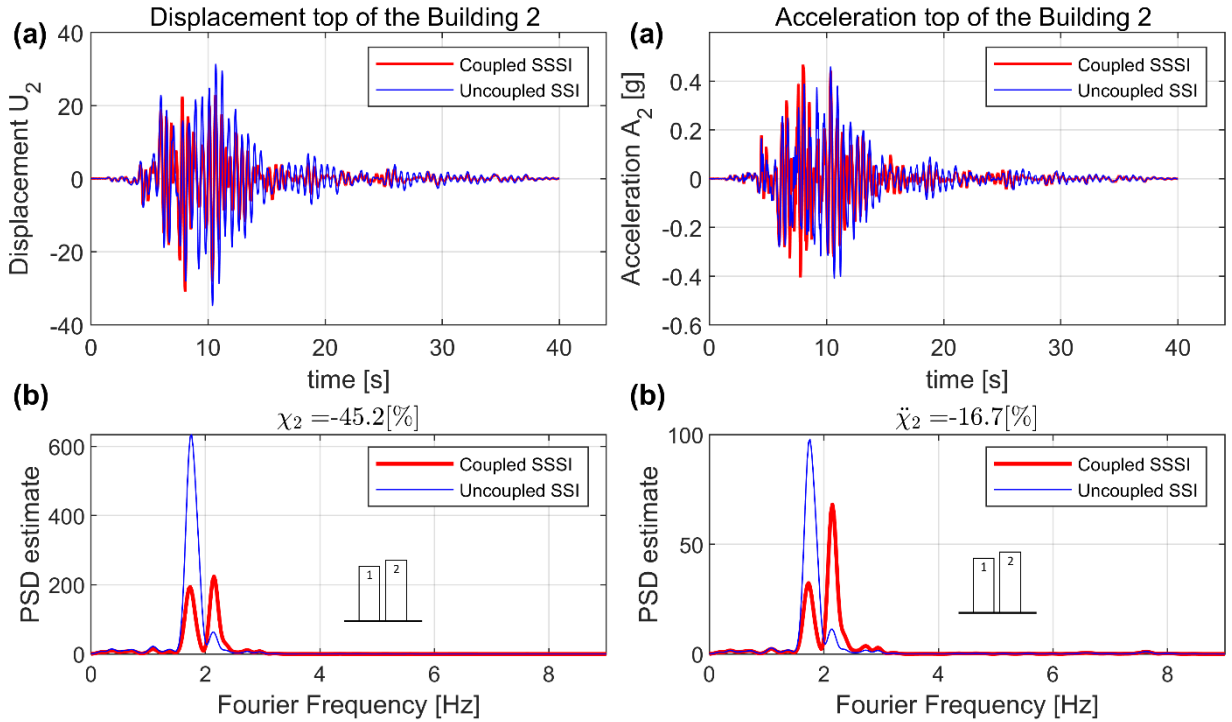 Displacement top of the Building 2
(a)
Displacement U_2
40
20
0
-20
-40
0
10
20
30
40
time [s]
Coupled SSSI
Uncoupled SSI
Acceleration top of the Building 2
(a)
Acceleration A_2 [g]
0.4
0.2
0
-0.2
-0.4
-0.6
0
10
20
30
40
time [s]
Coupled SSSI
Uncoupled SSI
(b)
χ_2 =-45.2[%]
PSD estimate
600
400
200
0
0
2
4
6
8
Fourier Frequency [Hz]
Coupled SSSI
Uncoupled SSI
1
2
(b)
χ̈_2 =-16.7[%]
PSD estimate
100
50
0
0
2
4
6
8
Fourier Frequency [Hz]
Coupled SSSI
Uncoupled SSI
1
2